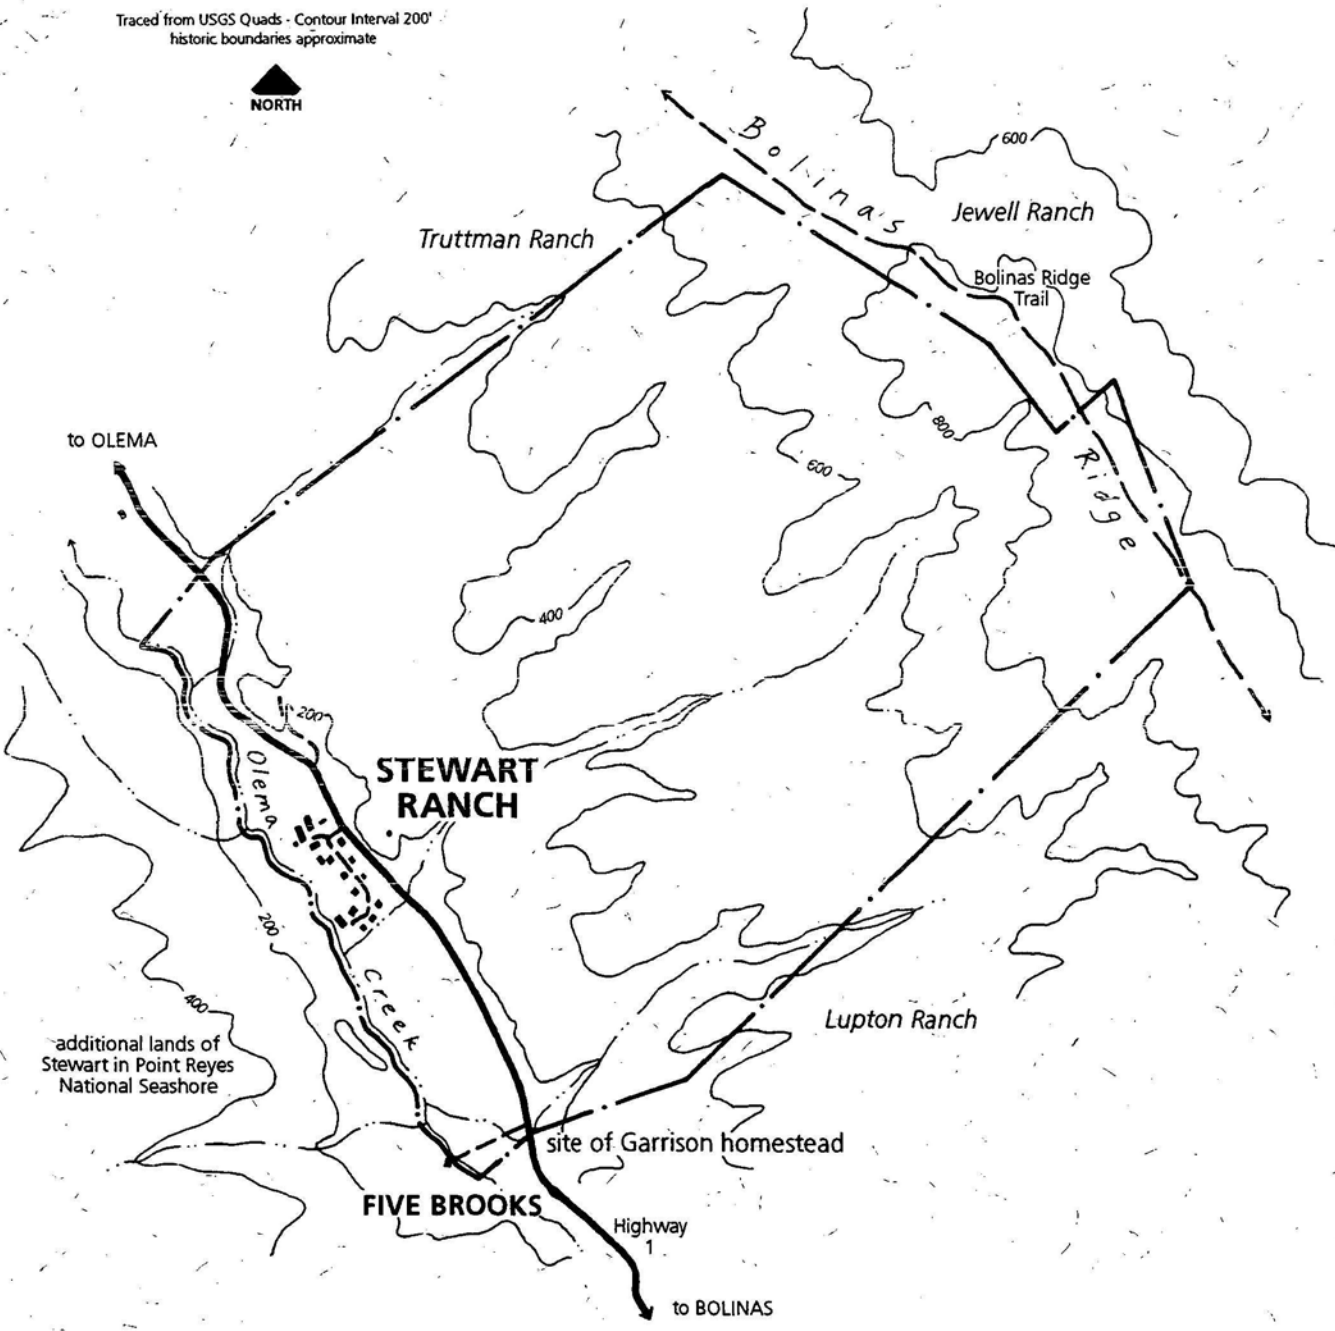 Traced from USGS Quads - Contour Interval 200'
historic boundaries approximate
NORTH
Bolinas
600
Jewell Ranch
Truttman Ranch
Bolinas Ridge
Trail
to OLEMA
800
600
Ridge
400
200
Olema
STEWART
RANCH
200
Creek
400
additional lands of
Stewart in Point Reyes
National Seashore
Lupton Ranch
site of Garrison homestead
FIVE BROOKS
Highway
1
to BOLINAS